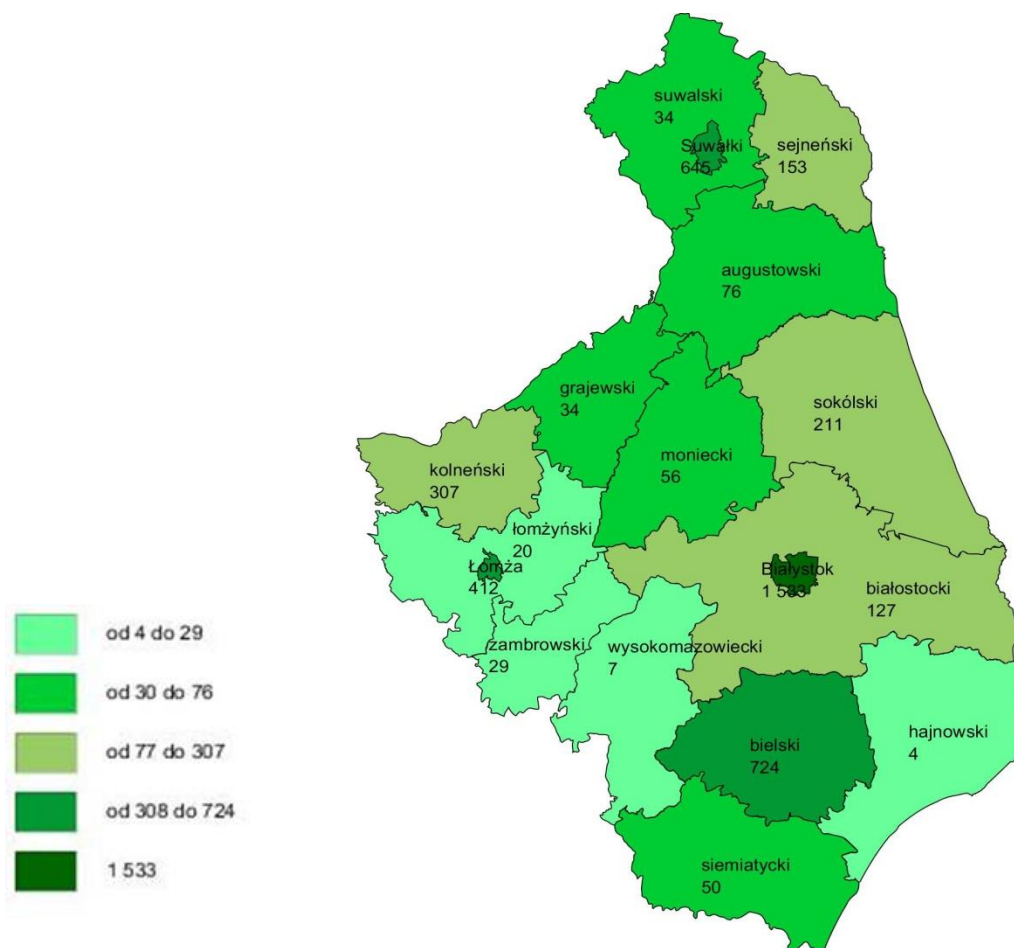 suwalski
34
Suwałki
645
sejneński
153
augustowski
76
grajewski
34
sokólski
211
moniecki
56
kolneński
307
łomżyński
20
Łomża
412
Białystok
1 533
białostocki
127
zambrowski
29
wysokomazowiecki
7
bielski
724
hajnowski
4
siemiatycki
50
od 4 do 29
od 30 do 76
od 77 do 307
od 308 do 724
1 533